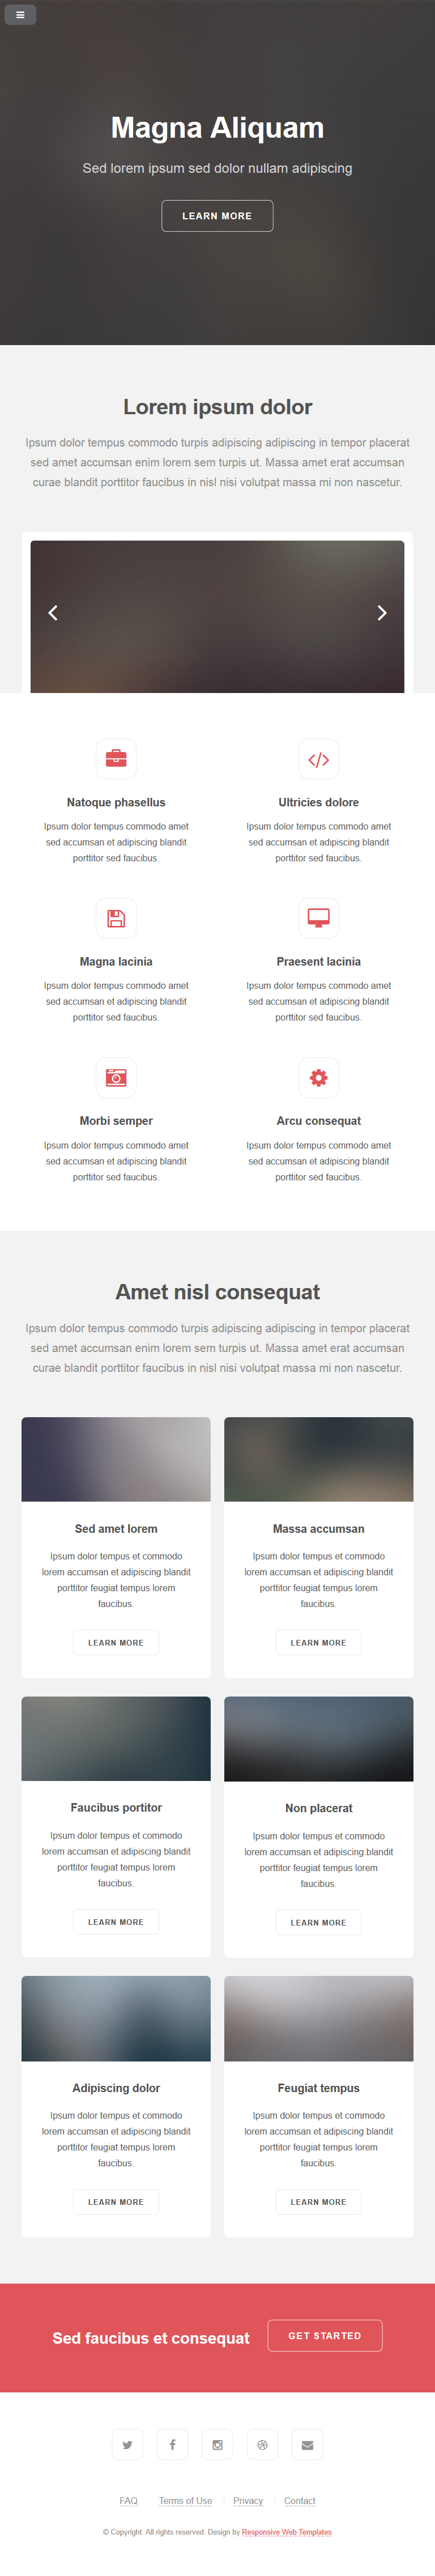 Magna Aliquam
Sed lorem ipsum sed dolor nullam adipiscing
LEARN MORE
Lorem ipsum dolor
Ipsum dolor tempus commodo turpis adipiscing adipiscing in tempor placerat
sed amet accumsan enim lorem sem turpis ut. Massa amet erat accumsan
curae blandit porttitor faucibus in nisl nisi volutpat massa mi non nascetur.
Natoque phasellus
Ipsum dolor tempus commodo amet
sed accumsan et adipiscing blandit
porttitor sed faucibus.
Ultricies dolore
Ipsum dolor tempus commodo amet
sed accumsan et adipiscing blandit
porttitor sed faucibus.
Magna lacinia
Ipsum dolor tempus commodo amet
sed accumsan et adipiscing blandit
porttitor sed faucibus.
Praesent lacinia
Ipsum dolor tempus commodo amet
sed accumsan et adipiscing blandit
porttitor sed faucibus.
Morbi semper
Ipsum dolor tempus commodo amet
sed accumsan et adipiscing blandit
porttitor sed faucibus.
Arcu consequat
Ipsum dolor tempus commodo amet
sed accumsan et adipiscing blandit
porttitor sed faucibus.
Amet nisl consequat
Ipsum dolor tempus commodo turpis adipiscing adipiscing in tempor placerat
sed amet accumsan enim lorem sem turpis ut. Massa amet erat accumsan
curae blandit porttitor faucibus in nisl nisi volutpat massa mi non nascetur.
Sed amet lorem
Ipsum dolor tempus et commodo
lorem accumsan et adipiscing blandit
porttitor feugiat tempus lorem
faucibus.
LEARN MORE
Massa accumsan
Ipsum dolor tempus et commodo
lorem accumsan et adipiscing blandit
porttitor feugiat tempus lorem
faucibus.
LEARN MORE
Faucibus portitor
Ipsum dolor tempus et commodo
lorem accumsan et adipiscing blandit
porttitor feugiat tempus lorem
faucibus.
LEARN MORE
Non placerat
Ipsum dolor tempus et commodo
lorem accumsan et adipiscing blandit
porttitor feugiat tempus lorem
faucibus.
LEARN MORE
Adipiscing dolor
Ipsum dolor tempus et commodo
lorem accumsan et adipiscing blandit
porttitor feugiat tempus lorem
faucibus.
LEARN MORE
Feugiat tempus
Ipsum dolor tempus et commodo
lorem accumsan et adipiscing blandit
porttitor feugiat tempus lorem
faucibus.
LEARN MORE
Sed faucibus et consequat
GET STARTED
FAQ Terms of Use Privacy Contact
© Copyright. All rights reserved. Design by Responsive Web Templates